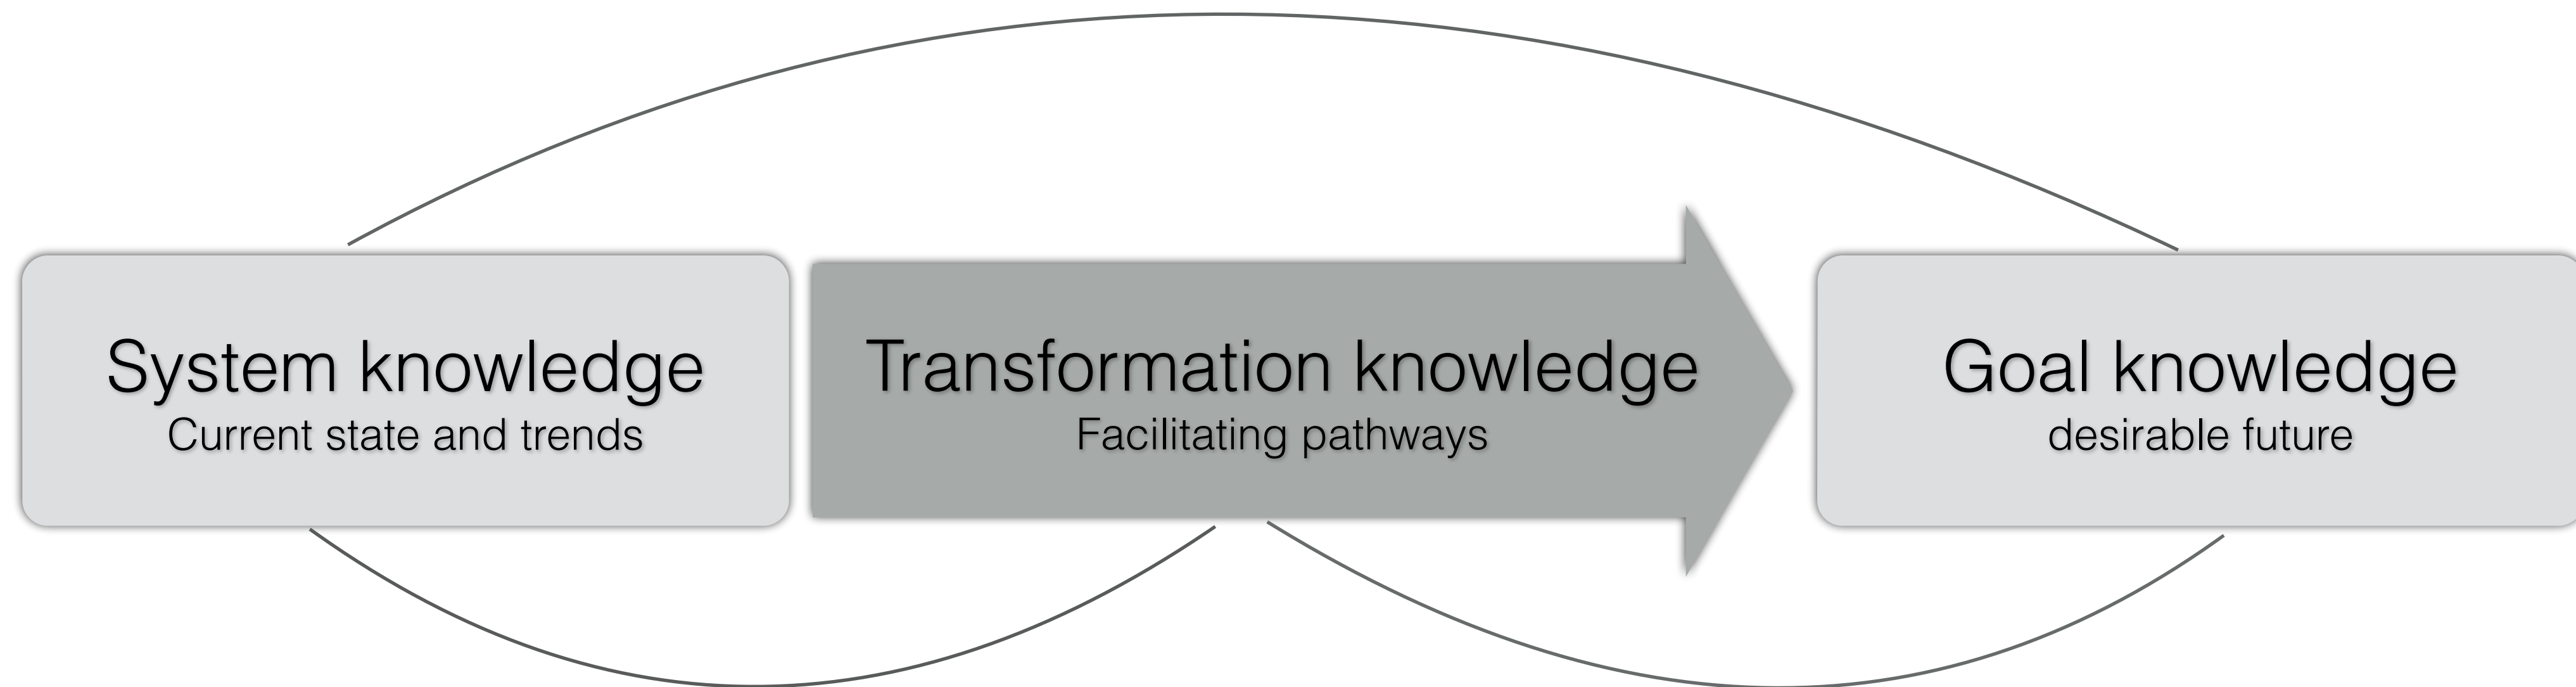 System knowledge
Current state and trends
Transformation knowledge
Facilitating pathways
Goal knowledge
desirable future